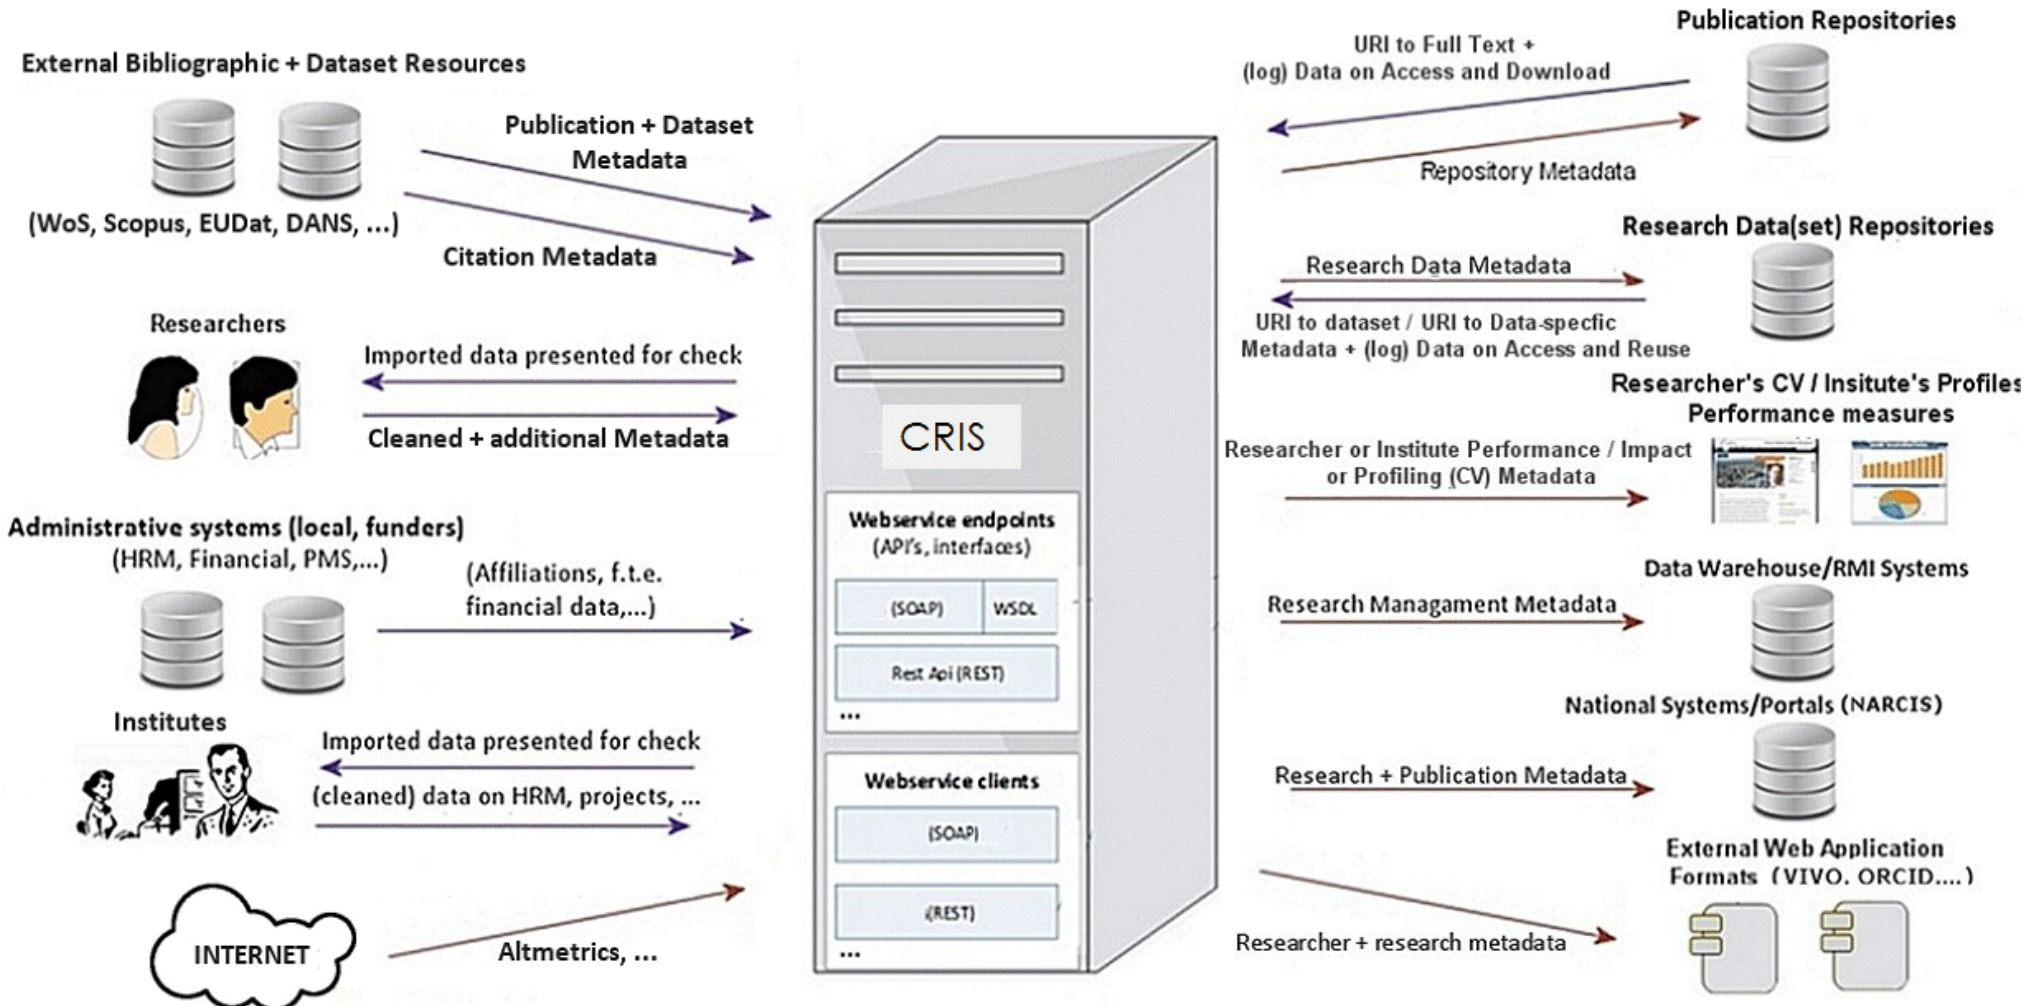 External Bibliographic + Dataset Resources
Publication + Dataset
Metadata
(WoS, Scopus, EUDat, DANS, ...)
Citation Metadata
Researchers
Imported data presented for check
Cleaned + additional Metadata
Administrative systems (local, funders)
(HRM, Financial, PMS,...)
(Affiliations, f.t.e.
financial data,...)
Institutes
Imported data presented for check
(cleaned) data on HRM, projects, ...
INTERNET
Altmetrics, ...
CRIS
Webservice endpoints
(API's, interfaces)
(SOAP)
WSDL
Rest Api (REST)
...
Webservice clients
(SOAP)
(REST)
...
Publication Repositories
URI to Full Text +
(log) Data on Access and Download
Repository Metadata
Research Data(set) Repositories
Research Data Metadata
URI to dataset / URI to Data-specfic
Metadata + (log) Data on Access and Reuse
Researcher's CV / Insitute's Profiles
Performance measures
Researcher or Institute Performance / Impact
or Profiling (CV) Metadata
Data Warehouse/RMI Systems
Research Managament Metadata
National Systems/Portals (NARCIS)
Research + Publication Metadata
External Web Application
Formats (VIVO, ORCID....)
Researcher + research metadata